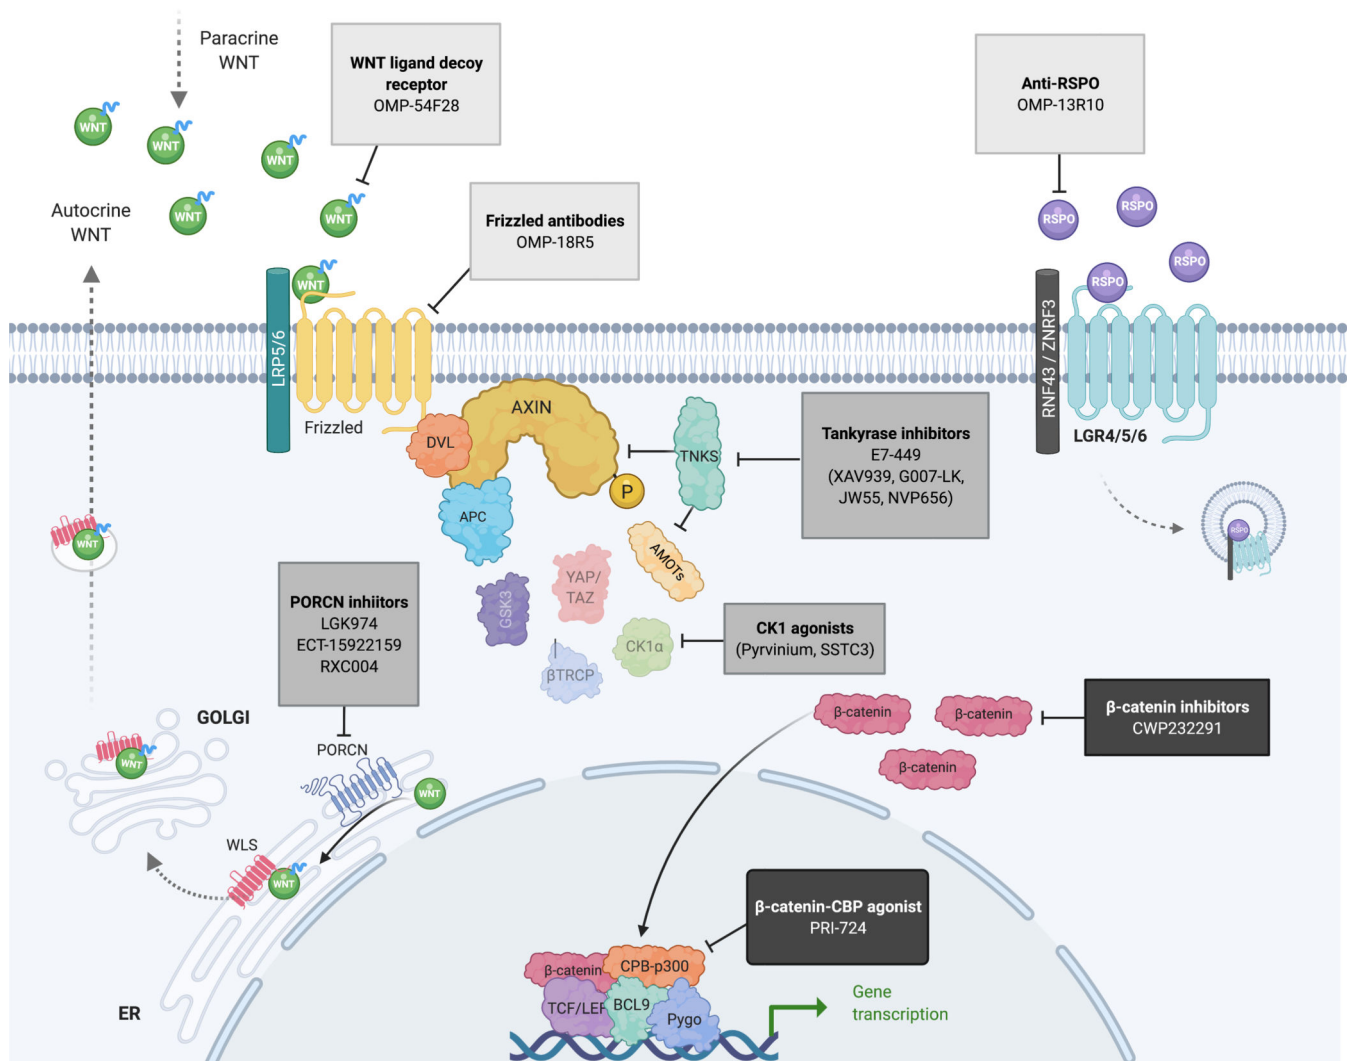 Paracrine
WNT
WNT ligand decoy
receptor
OMP-54F28
Anti-RSPO
OMP-13R10
WNT
WNT
WNT
WNT
WNT
Autocrine
WNT
Frizzled antibodies
OMP-18R5
RSPO
RSPO
RSPO
RSPO
WNT
LRP5/6
Frizzled
RNF43 / ZNRF3
LGR4/5/6
AXIN
DVL
TNKS
P
APC
AMOTs
Tankyrase inhibitors
E7-449
(XAV939, G007-LK,
JW55, NVP656)
RSPO
WNT
GSK3
YAP/
TAZ
CK1α
βTRCP
CK1 agonists
(Pyrvinium, SSTC3)
PORCN inhiitors
LGK974
ECT-15922159
RXC004
β-catenin
β-catenin
β-catenin
β-catenin inhibitors
CWP232291
GOLGI
PORCN
WNT
WNT
WLS
WNT
ER
β-catenin-CBP agonist
PRI-724
β-catenin
CPB-p300
TCF/LEF
BCL9
Pygo
Gene
transcription